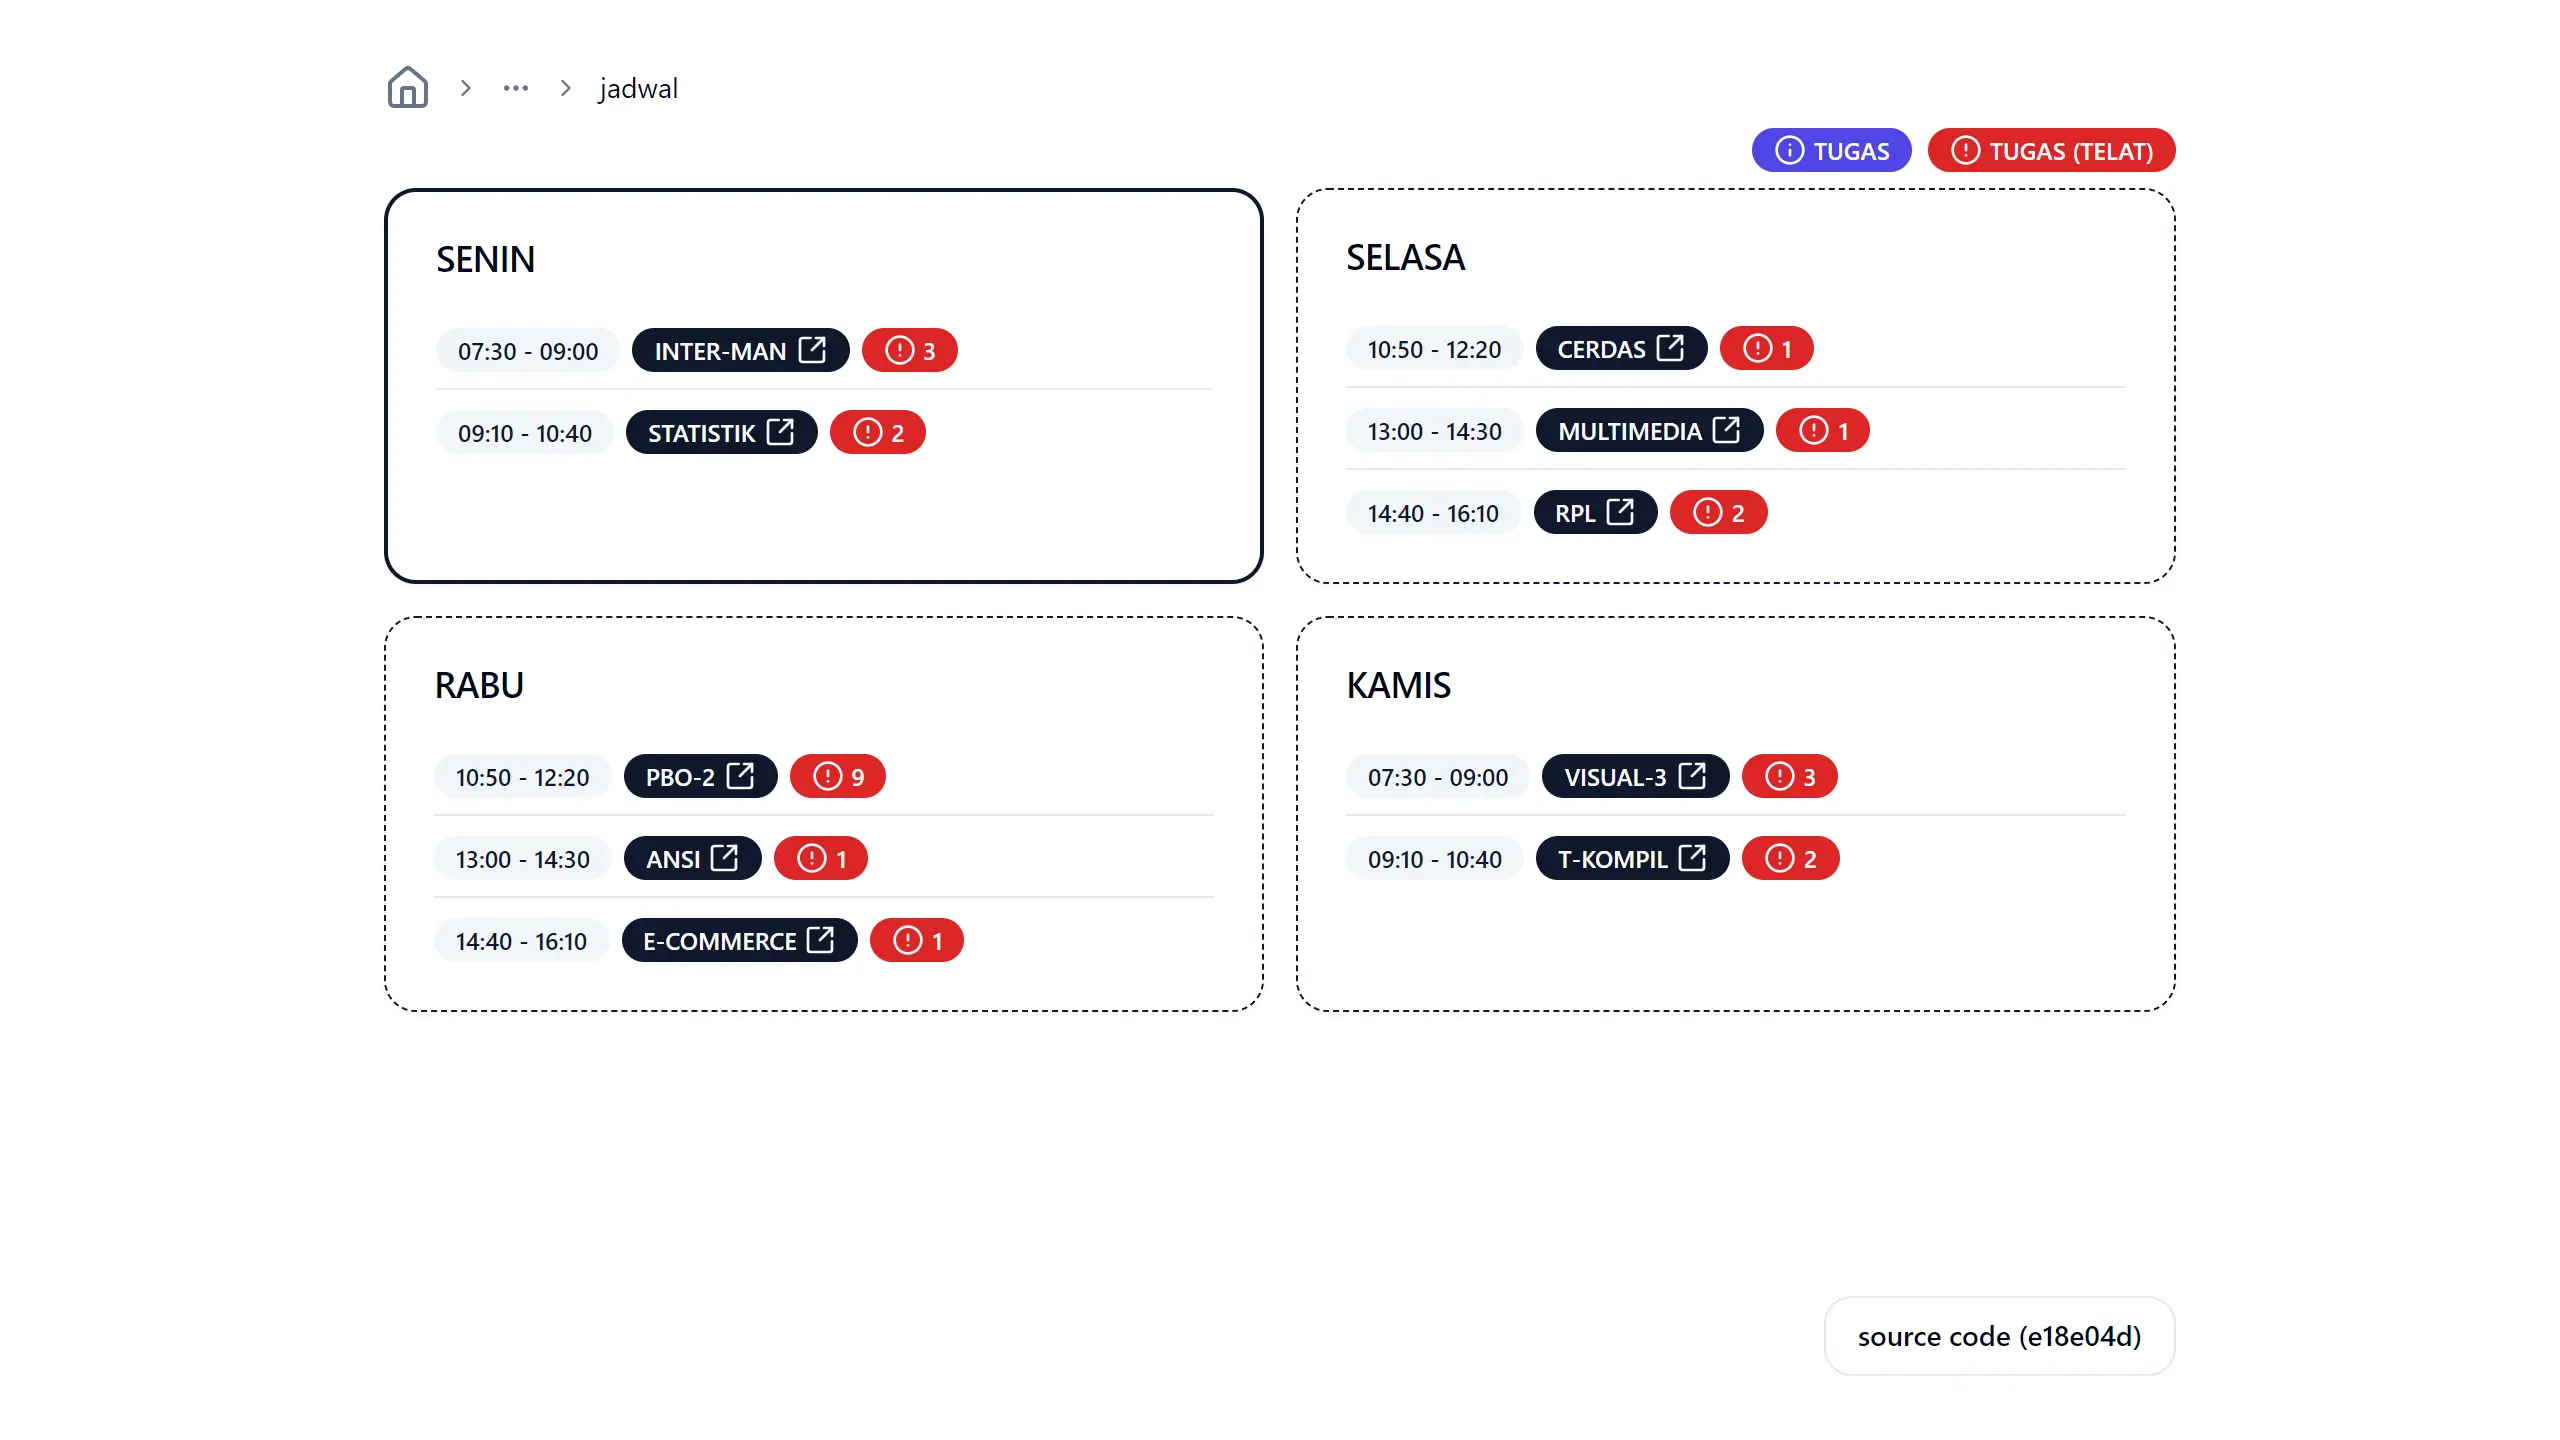 jadwal
TUGAS TUGAS (TELAT)
SENIN
07:30 - 09:00 INTER-MAN 3
09:10 - 10:40 STATISTIK 2
SELASA
10:50 - 12:20 CERDAS 1
13:00 - 14:30 MULTIMEDIA 1
14:40 - 16:10 RPL 2
RABU
10:50 - 12:20 PBO-2 9
13:00 - 14:30 ANSI 1
14:40 - 16:10 E-COMMERCE 1
KAMIS
07:30 - 09:00 VISUAL-3 3
09:10 - 10:40 T-KOMPIL 2
source code (e18e04d)